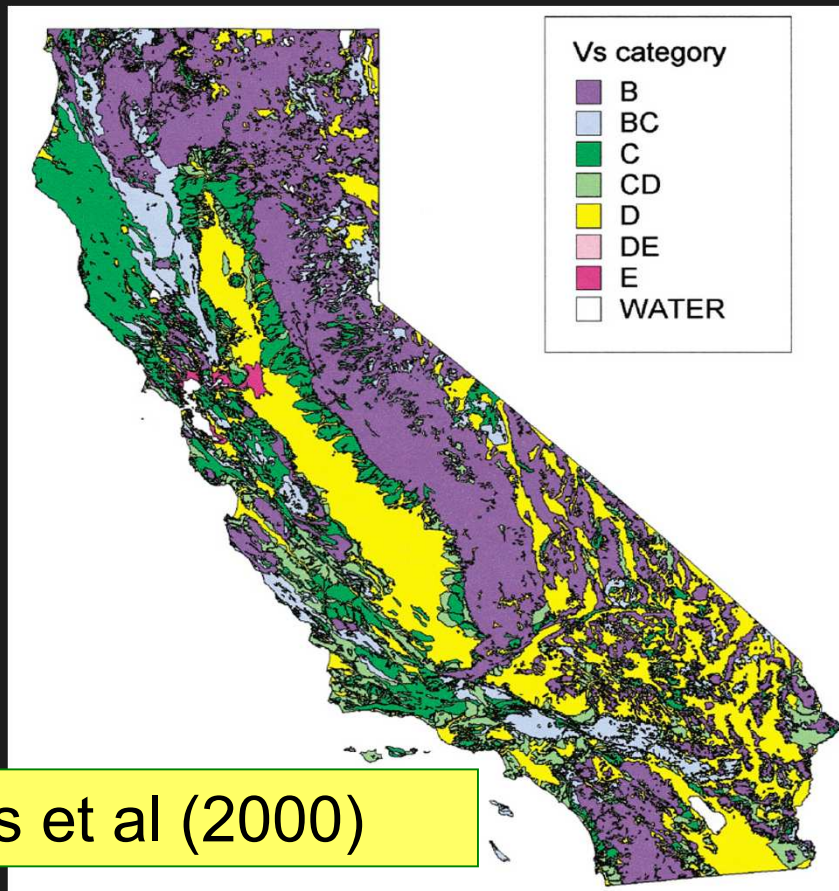 Vs category
B
BC
C
CD
D
DE
E
WATER
s et al (2000)